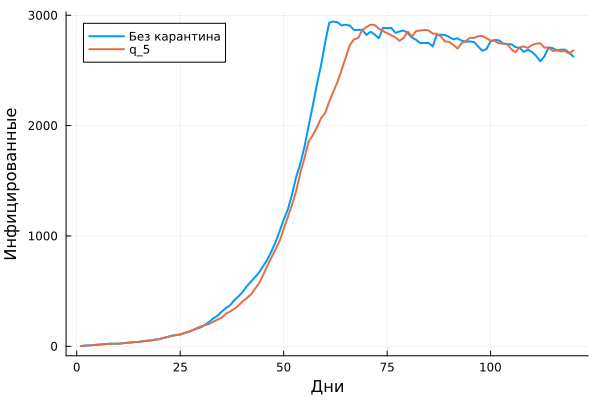 3000
Без карантина
q_5
2000
1000
0
Инфицированные
0 25 50 75 100
Дни